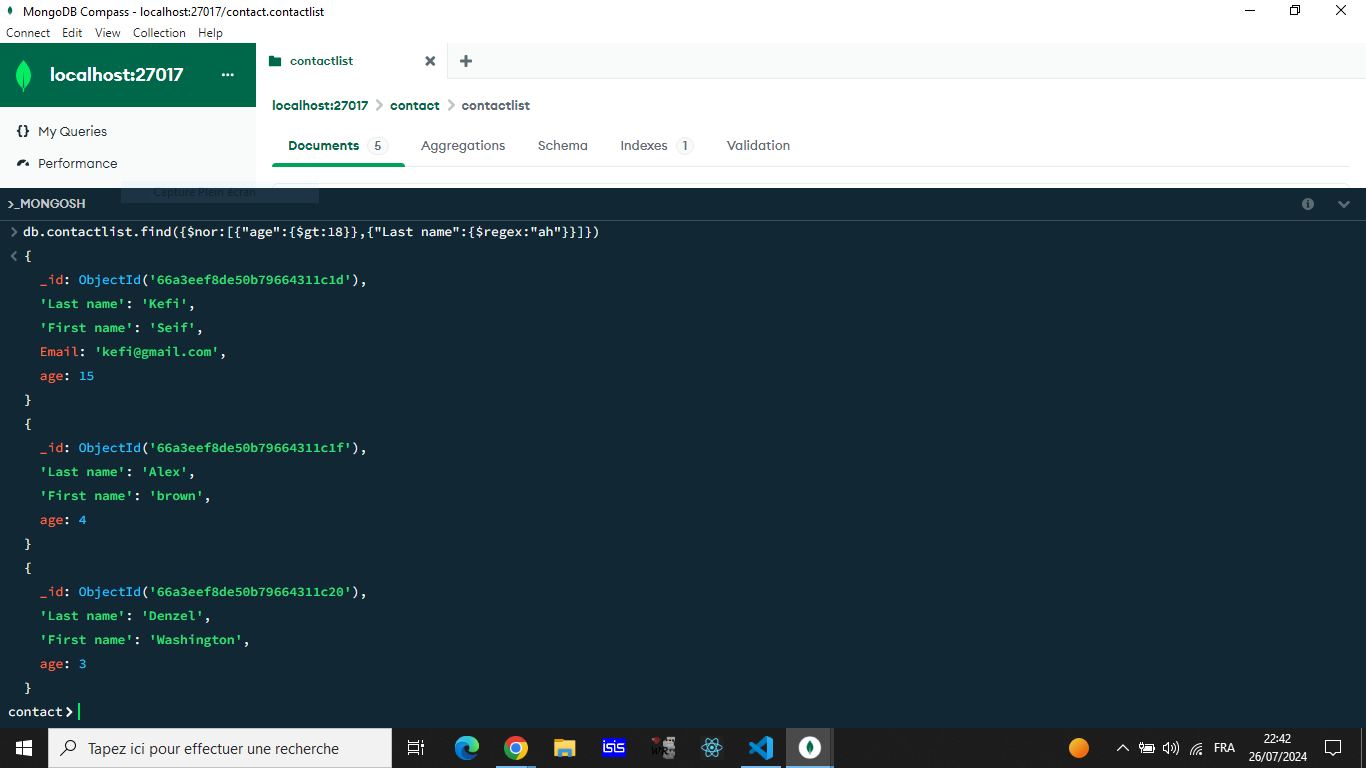 MongoDB Compass - localhost:27017/contact.contactlist
Connect Edit View Collection Help
localhost:27017 ...
contactlist
localhost:27017 > contact > contactlist
{} My Queries
Performance
Documents 5 Aggregations Schema Indexes 1 Validation
Capture Plein écran
>_MONGOSH
> db.contactlist.find({$nor:[{"age":{$gt:18}},{"Last name":{$regex:"ah"}}]})
< {
_id: ObjectId('66a3eef8de50b79664311c1d'),
'Last name': 'Kefi',
'First name': 'Seif',
Email: 'kefi@gmail.com',
age: 15
}
{
_id: ObjectId('66a3eef8de50b79664311c1f'),
'Last name': 'Alex',
'First name': 'brown',
age: 4
}
{
_id: ObjectId('66a3eef8de50b79664311c20'),
'Last name': 'Denzel',
'First name': 'Washington',
age: 3
}
contact>
Tapez ici pour effectuer une recherche
isis
FRA
22:42
26/07/2024